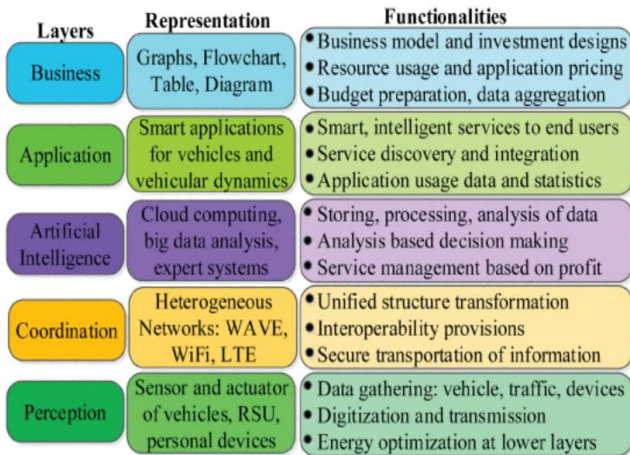 Layers
Representation
Functionalities
Business
Graphs, Flowchart,
Table, Diagram
• Business model and investment designs
• Resource usage and application pricing
• Budget preparation, data aggregation
Application
Smart applications
for vehicles and
vehicular dynamics
• Smart, intelligent services to end users
• Service discovery and integration
• Application usage data and statistics
Artificial
Intelligence
Cloud computing,
big data analysis,
expert systems
• Storing, processing, analysis of data
• Analysis based decision making
• Service management based on profit
Coordination
Heterogeneous
Networks: WAVE,
WiFi, LTE
• Unified structure transformation
• Interoperability provisions
• Secure transportation of information
Perception
Sensor and actuator
of vehicles, RSU,
personal devices
• Data gathering: vehicle, traffic, devices
• Digitization and transmission
• Energy optimization at lower layers